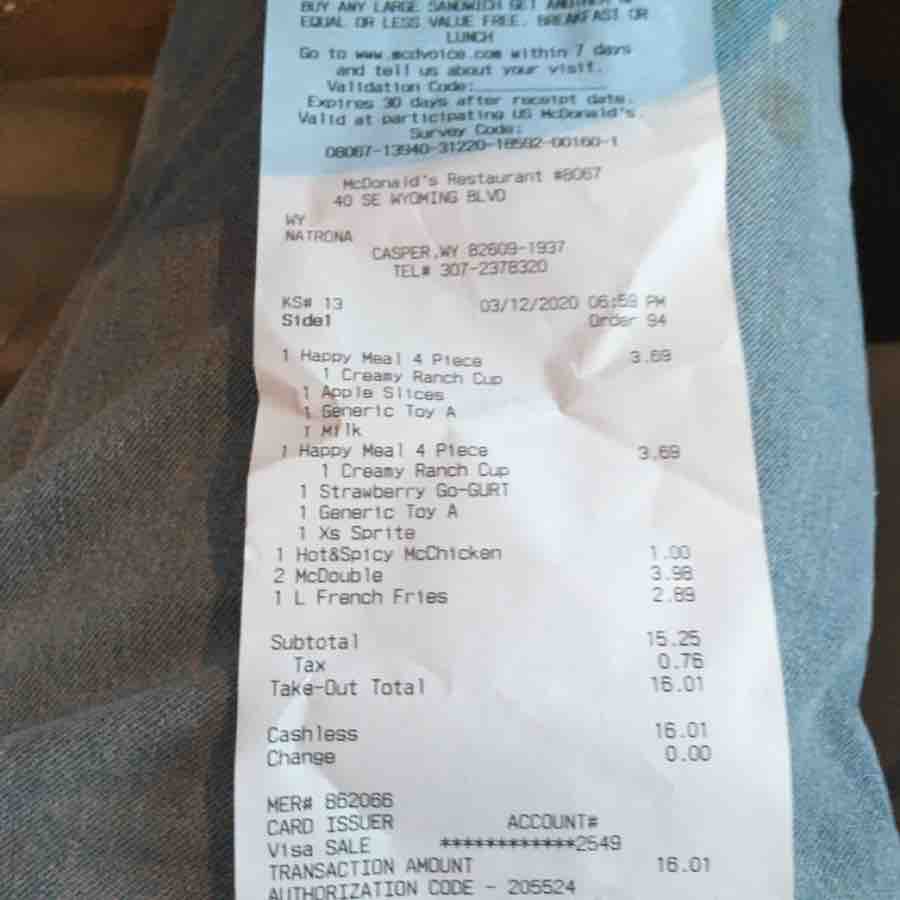 BUY ANY LARGE SANDWICH GET ANOTHER OF
EQUAL OR LESS VALUE FREE. BREAKFAST OR
LUNCH
Go to www.mcdvoice.com within 7 days
and tell us about your visit.
Validation Code:____________
Expires 30 days after receipt date.
Valid at participating US McDonald's.
Survey Code:
08067-13940-31220-18592-00160-1
McDonald's Restaurant #8067
40 SE WYOMING BLVD
WY
NATRONA
CASPER,WY 82609-1937
TEL# 307-2378320
KS# 13 03/12/2020 06:59 PM
Side1 Order 94
1 Happy Meal 4 Piece 3.69
1 Creamy Ranch Cup
1 Apple Slices
1 Generic Toy A
1 Milk
1 Happy Meal 4 Piece 3.69
1 Creamy Ranch Cup
1 Strawberry Go-GURT
1 Generic Toy A
1 Xs Sprite
1 Hot&Spicy McChicken 1.00
2 McDouble 3.98
1 L French Fries 2.89
Subtotal 15.25
Tax 0.76
Take-Out Total 16.01
Cashless 16.01
Change 0.00
MER# 862066
CARD ISSUER ACCOUNT#
Visa SALE ************2549
TRANSACTION AMOUNT 16.01
AUTHORIZATION CODE - 205524